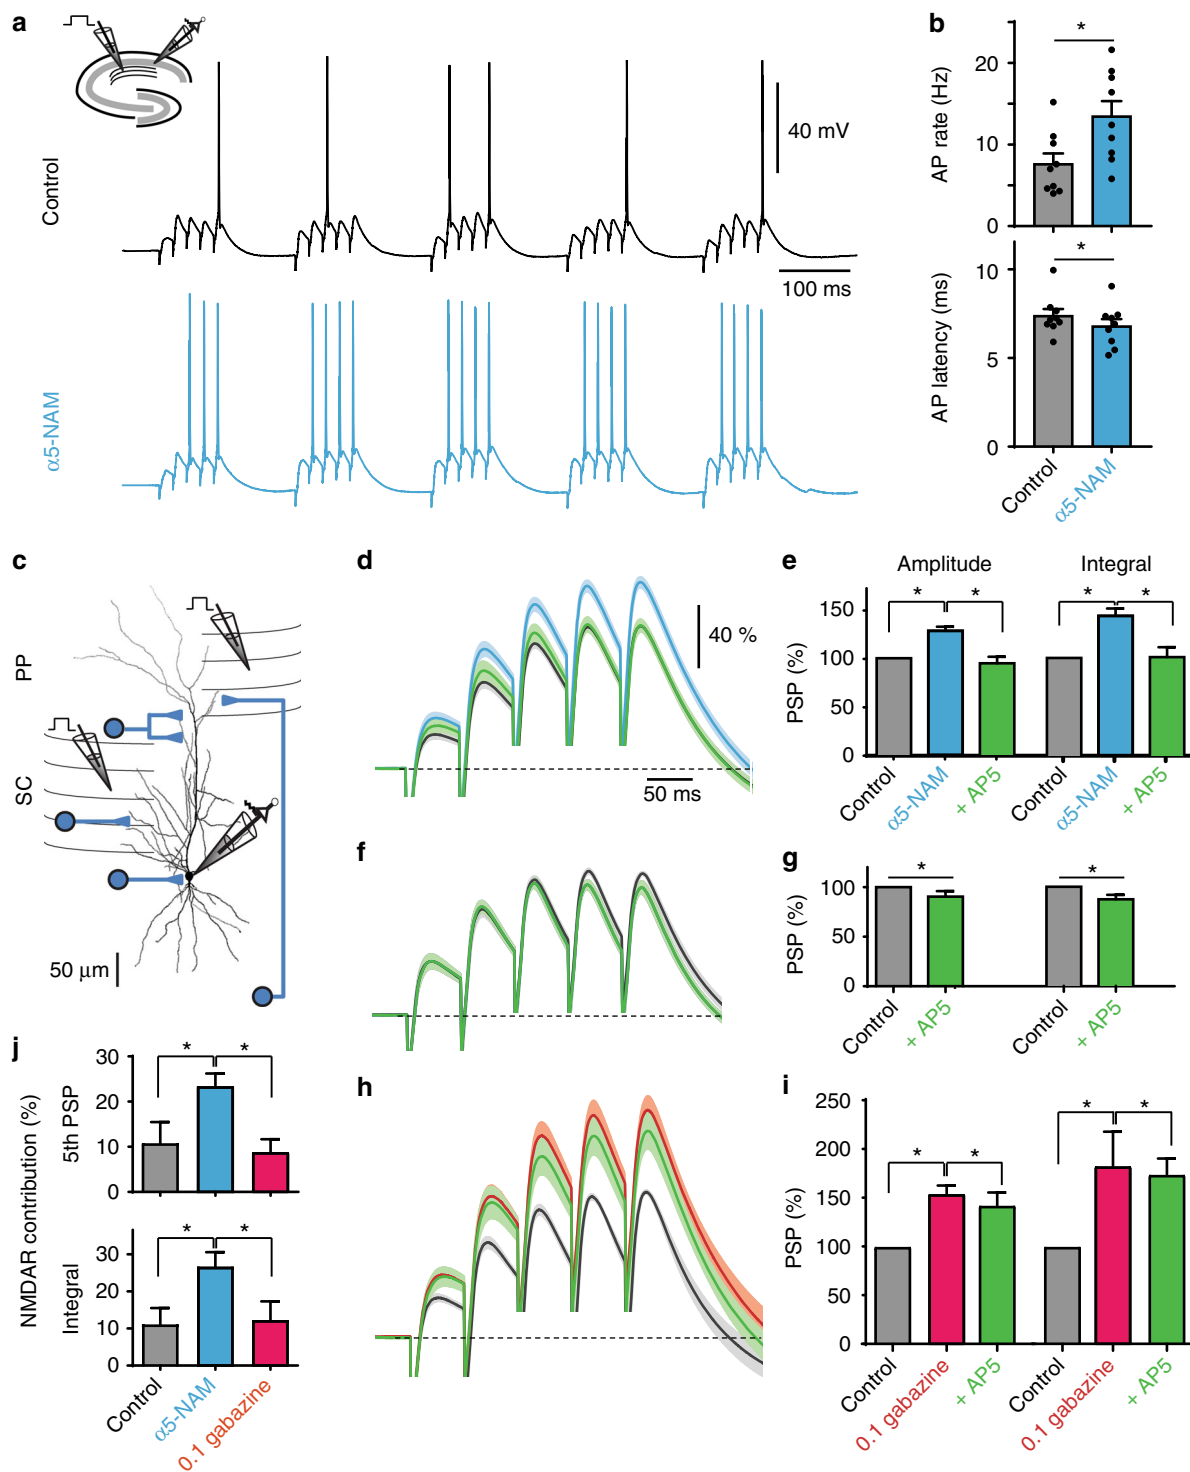 a
Control
40 mV
100 ms
α5-NAM
b
*
AP rate (Hz)
20
10
0
*
AP latency (ms)
10
5
0
Control
α5-NAM
c
PP
SC
50 μm
d
40 %
50 ms
e
Amplitude
Integral
* * * *
PSP (%)
150
100
50
0
Control
α5-NAM
+ AP5
Control
α5-NAM
+ AP5
f
g
* *
PSP (%)
100
50
0
Control
+ AP5
Control
+ AP5
j
NMDAR contribution (%)
5th PSP
* *
30
20
10
0
Integral
* *
30
20
10
0
Control
α5-NAM
0.1 gabazine
h
i
* * * *
PSP (%)
250
200
150
100
50
0
Control
0.1 gabazine
+ AP5
Control
0.1 gabazine
+ AP5